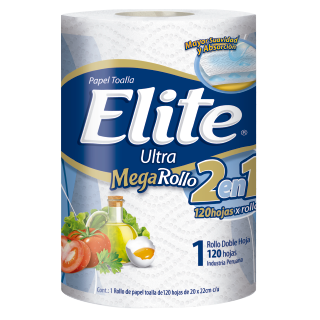 Mayor Suavidad
y Absorción
Papel Toalla
Elite®
Ultra
MegaRollo
2en1
120hojas x rollo
1 Rollo Doble Hoja
120 hojas
Industria Peruana
Cont.: 1 Rollo de papel toalla de 120 hojas de 20 x 22cm c/u